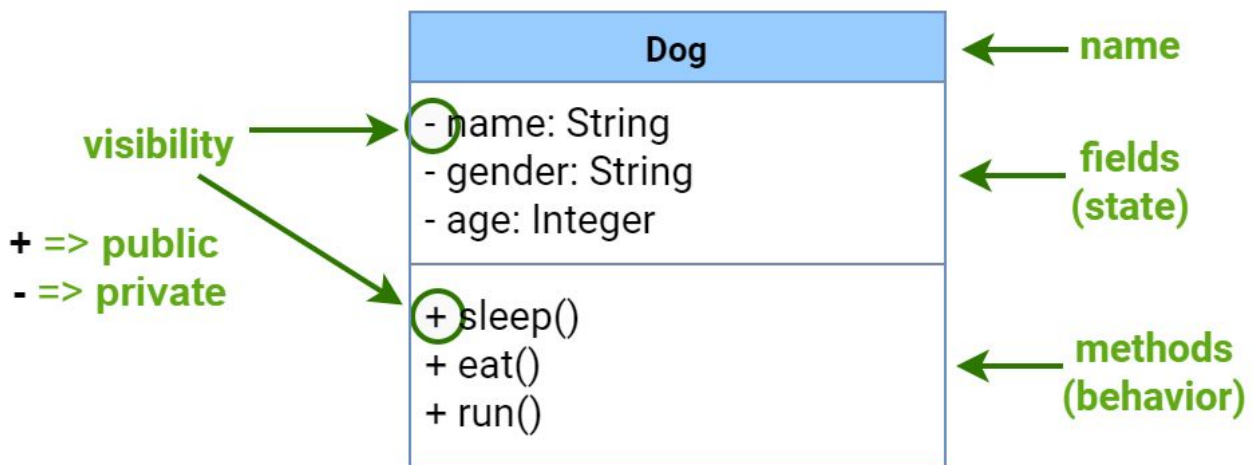 Dog
name
- name: String
- gender: String
- age: Integer
visibility
fields
(state)
+ => public
- => private
+ sleep()
+ eat()
+ run()
methods
(behavior)